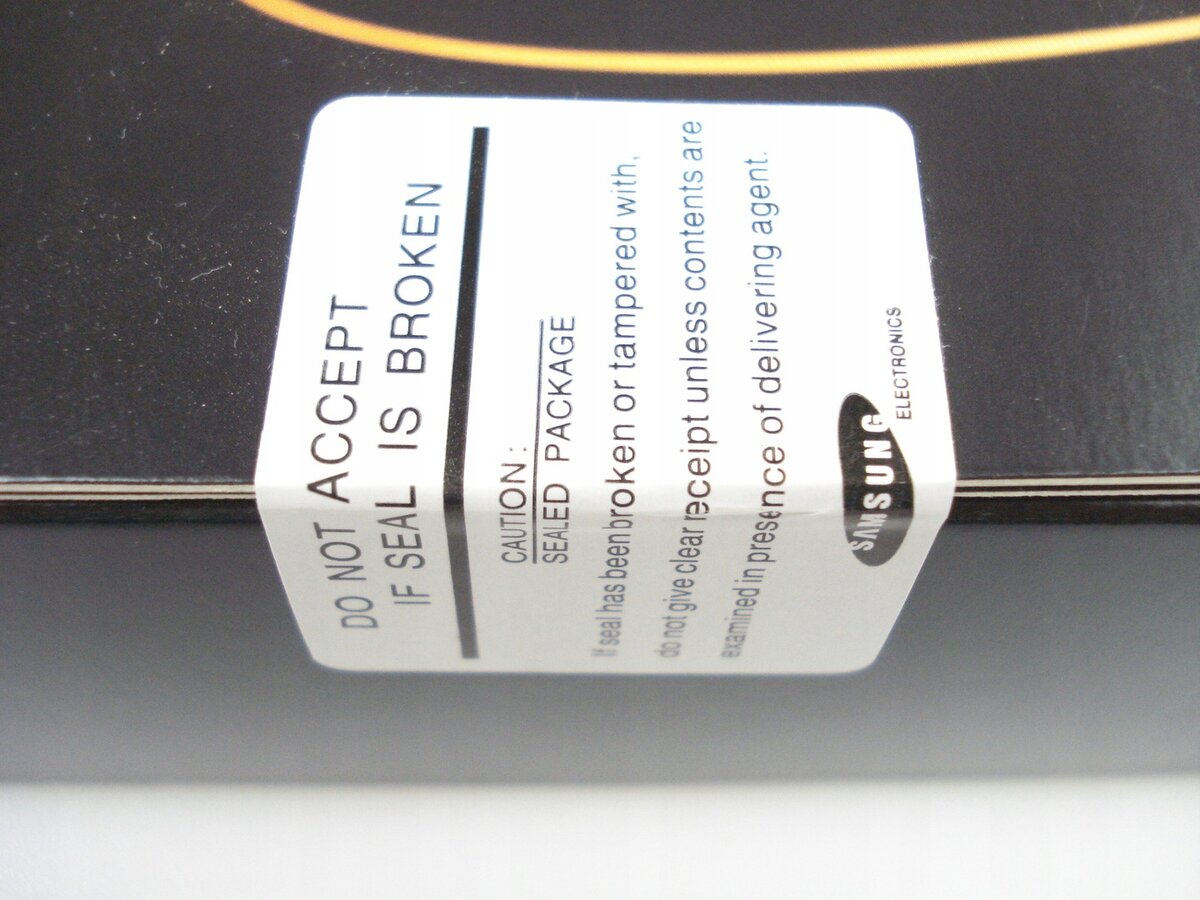 DO NOT ACCEPT
IF SEAL IS BROKEN
CAUTION:
SEALED PACKAGE
If seal has been broken or tampered with,
do not give clear receipt unless contents are
examined in presence of delivering agent.
SAMSUNG
ELECTRONICS